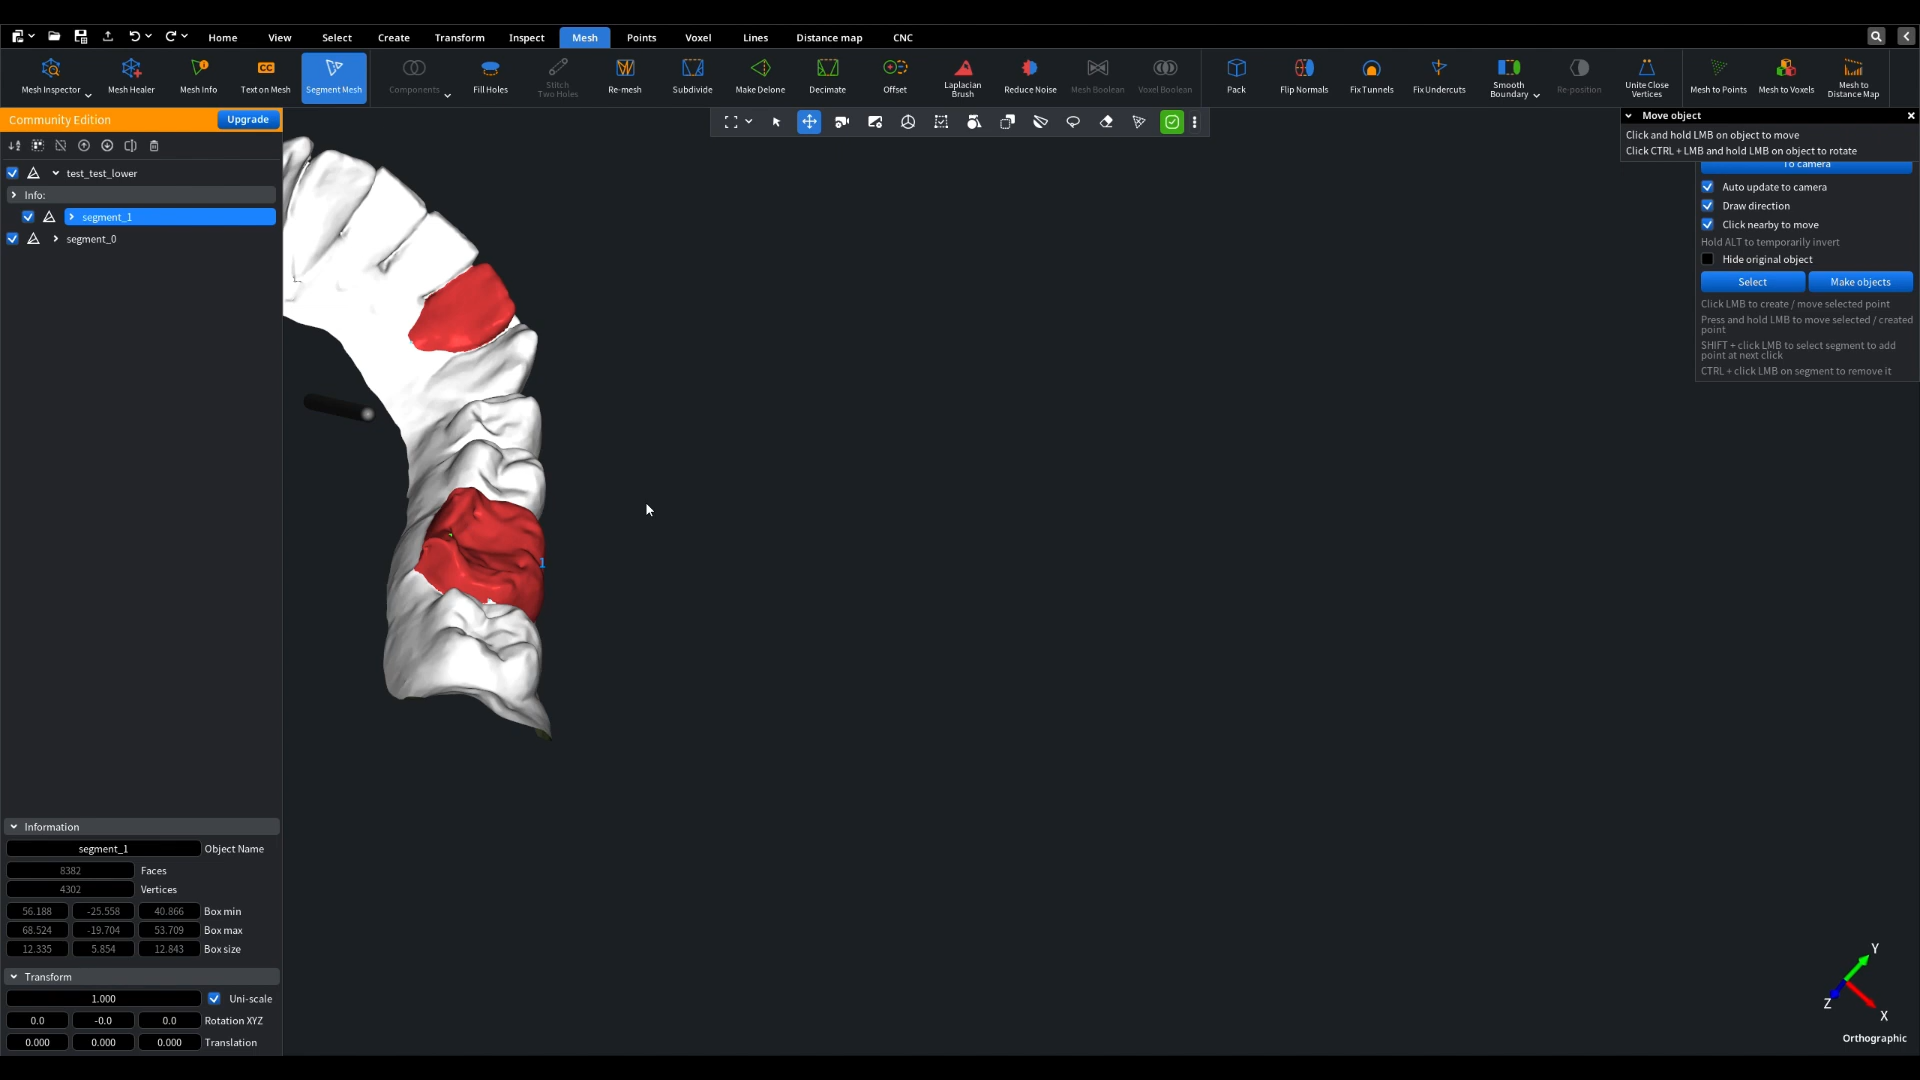 Home View Select Create Transform Inspect Mesh Points Voxel Lines Distance map CNC
Mesh Inspector Mesh Healer Mesh Info Text on Mesh Segment Mesh Components Fill Holes Stitch Two Holes Re-mesh Subdivide Make Delone Decimate Offset Laplacian Brush Reduce Noise Mesh Boolean Voxel Boolean Pack Flip Normals Fix Tunnels Fix Undercuts Smooth Boundary Re-position Unite Close Vertices Mesh to Points Mesh to Voxels Mesh to Distance Map
CC
Community Edition Upgrade
test_test_lower
Info:
segment_1
segment_0
Move object
Click and hold LMB on object to move
Click CTRL + LMB and hold LMB on object to rotate
To camera
Auto update to camera
Draw direction
Click nearby to move
Hold ALT to temporarily invert
Hide original object
Select Make objects
Click LMB to create / move selected point
Press and hold LMB to move selected / created
point
SHIFT + click LMB to select segment to add
point at next click
CTRL + click LMB on segment to remove it
1
Information
segment_1 Object Name
8382 Faces
4302 Vertices
56.188 -25.558 40.866 Box min
68.524 -19.704 53.709 Box max
12.335 5.854 12.843 Box size
Transform
1.000 Uni-scale
0.0 -0.0 0.0 Rotation XYZ
0.000 0.000 0.000 Translation
Y
Z
X
Orthographic